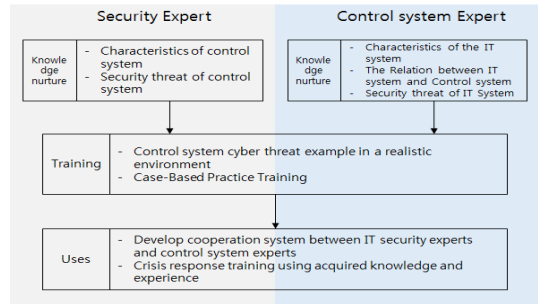 Security Expert
Control system Expert
Knowle
dge
nurture
- Characteristics of control
system
- Security threat of control
system
Knowle
dge
nurture
- Characteristics of the IT
system
- The Relation between IT
system and Control system
- Security threat of IT System
Training
- Control system cyber threat example in a realistic
environment
- Case-Based Practice Training
Uses
- Develop cooperation system between IT security experts
and control system experts
- Crisis response training using acquired knowledge and
experience